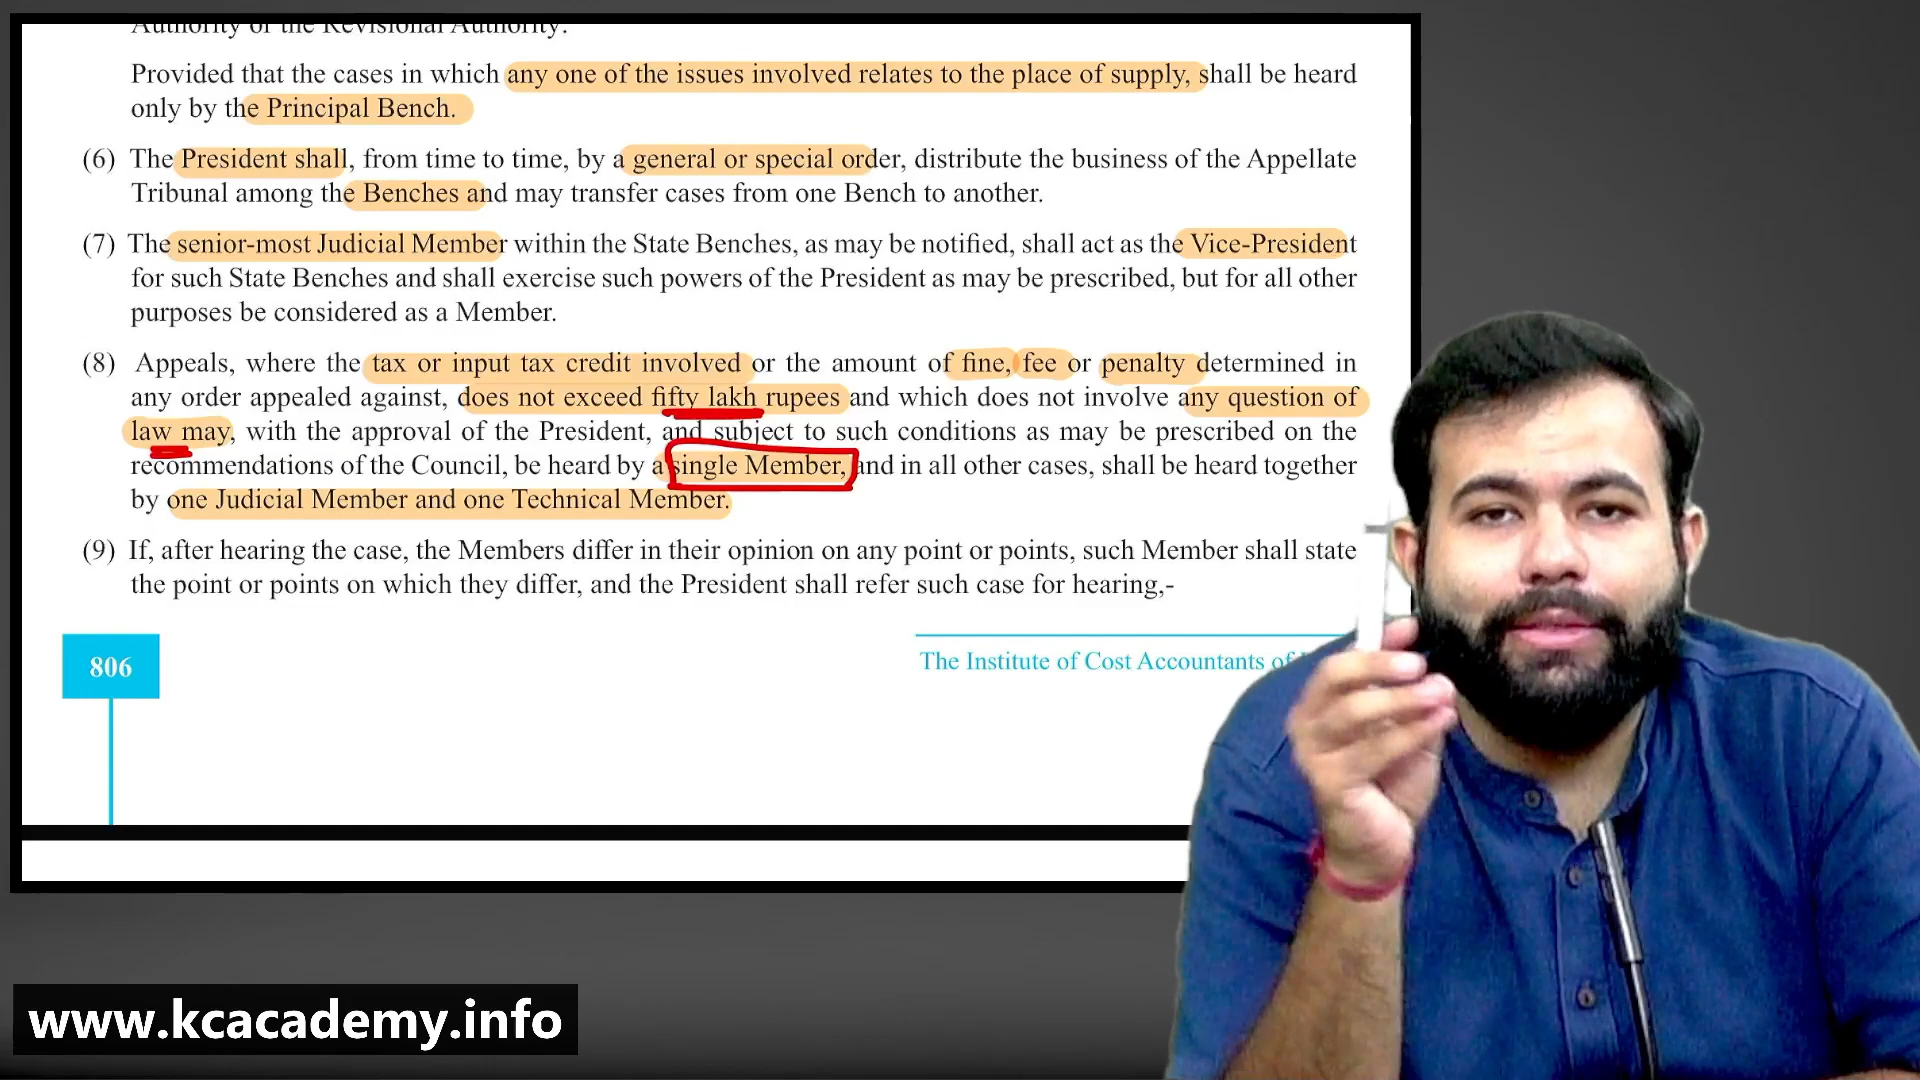 Authority or the Revisional Authority.
Provided that the cases in which any one of the issues involved relates to the place of supply, shall be heard
only by the Principal Bench.
(6) The President shall, from time to time, by a general or special order, distribute the business of the Appellate
Tribunal among the Benches and may transfer cases from one Bench to another.
(7) The senior-most Judicial Member within the State Benches, as may be notified, shall act as the Vice-President
for such State Benches and shall exercise such powers of the President as may be prescribed, but for all other
purposes be considered as a Member.
(8) Appeals, where the tax or input tax credit involved or the amount of fine, fee or penalty determined in
any order appealed against, does not exceed fifty lakh rupees and which does not involve any question of
law may, with the approval of the President, and subject to such conditions as may be prescribed on the
recommendations of the Council, be heard by a single Member, and in all other cases, shall be heard together
by one Judicial Member and one Technical Member.
(9) If, after hearing the case, the Members differ in their opinion on any point or points, such Member shall state
the point or points on which they differ, and the President shall refer such case for hearing,-
806
The Institute of Cost Accountants of
www.kcacademy.info